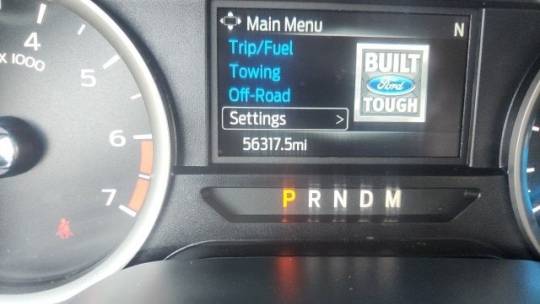 Main Menu
N
Trip/Fuel
Towing
Off-Road
Settings >
56317.5mi
BUILT
Ford
TOUGH
4
X 1000
5
6
7
P R N D M